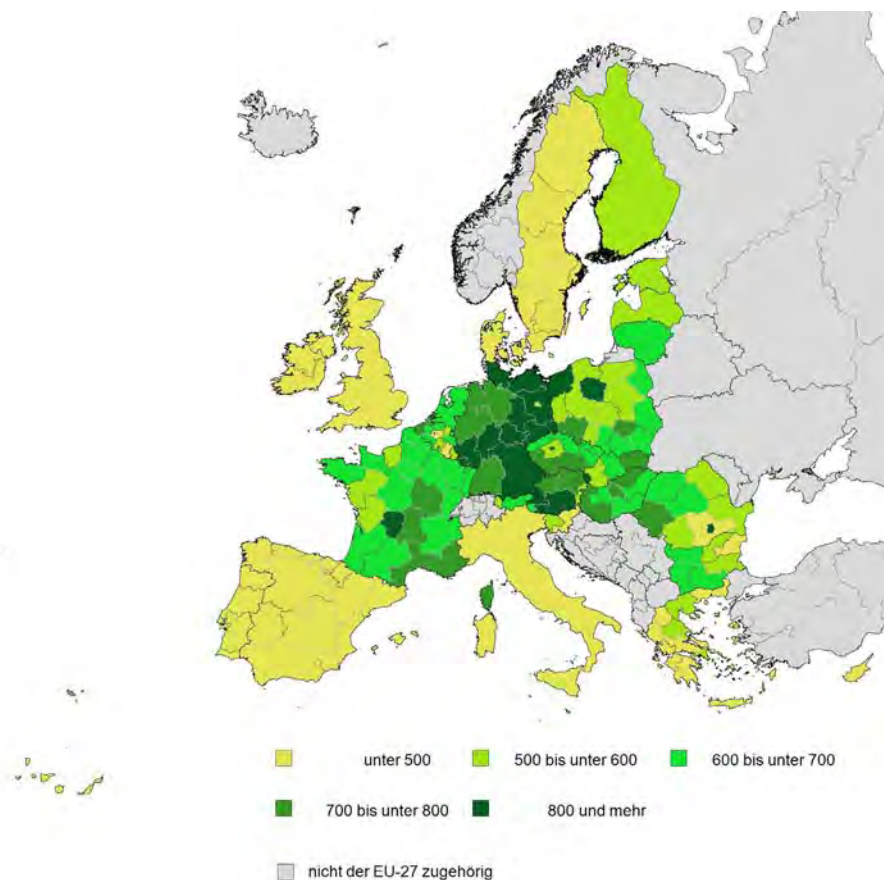 unter 500 500 bis unter 600 600 bis unter 700
700 bis unter 800 800 und mehr
nicht der EU-27 zugehörig